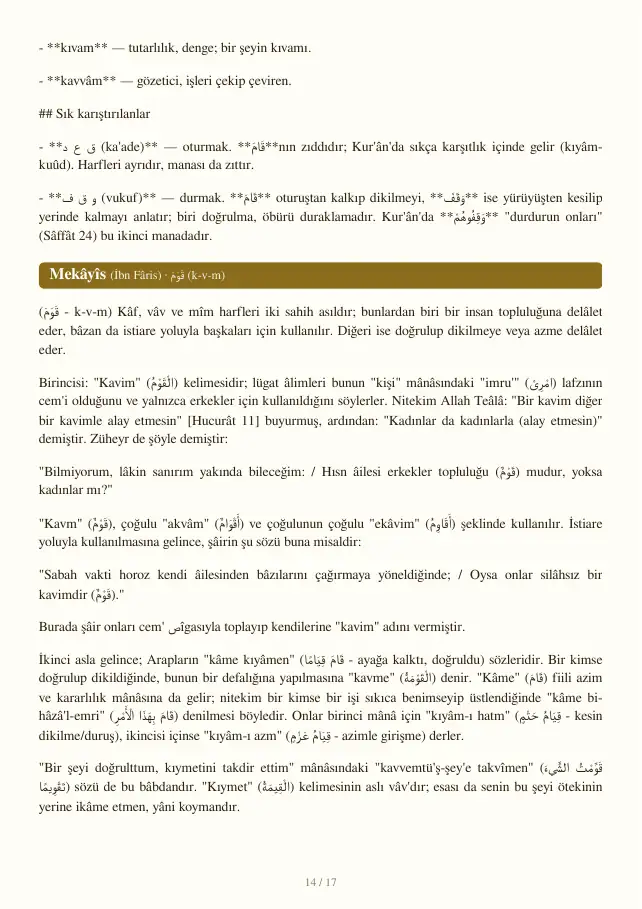 - **kıvam** — tutarlılık, denge; bir şeyin kıvamı.
- **kavvâm** — gözetici, işleri çekip çeviren.
## Sık karıştırılanlar
- **ق ع د (ka'ade)** — oturmak. **قَامَ**nın zıddıdır; Kur'ân'da sıkça karşıtlık içinde gelir (kıyâm-
kuûd). Harfleri ayrıdır, manası da zıttır.
- **و ق ف (vukuf)** — durmak. **قَامَ** oturuştan kalkıp dikilmeyi, **وَقَفَ** ise yürüyüşten kesilip
yerinde kalmayı anlatır; biri doğrulma, öbürü duraklamadır. Kur'ân'da **وَقِفُوهُمْ** "durdurun onları"
(Sâffât 24) bu ikinci manadadır.
Mekâyîs (İbn Fâris) · قَوَمَ (k-v-m)
(قَوَمَ - k-v-m) Kâf, vâv ve mîm harfleri iki sahih asıldır; bunlardan biri bir insan topluluğuna delâlet
eder, bâzan da istiare yoluyla başkaları için kullanılır. Diğeri ise doğrulup dikilmeye veya azme delâlet
eder.
Birincisi: "Kavim" (الْقَوْمُ) kelimesidir; lügat âlimleri bunun "kişi" mânâsındaki "imru'" (امْرِئ) lafzının
cem'i olduğunu ve yalnızca erkekler için kullanıldığını söylerler. Nitekim Allah Teâlâ: "Bir kavim diğer
bir kavimle alay etmesin" [Hucurât 11] buyurmuş, ardından: "Kadınlar da kadınlarla (alay etmesin)"
demiştir. Züheyr de şöyle demiştir:
"Bilmiyorum, lâkin sanırım yakında bileceğim: / Hısn âilesi erkekler topluluğu (قَوْمٌ) mudur, yoksa
kadınlar mı?"
"Kavm" (قَوْمٌ), çoğulu "akvâm" (أَقْوَامٌ) ve çoğulunun çoğulu "ekâvim" (أَقَاوِمُ) şeklinde kullanılır. İstiare
yoluyla kullanılmasına gelince, şâirin şu sözü buna misaldir:
"Sabah vakti horoz kendi âilesinden bâzılarını çağırmaya yöneldiğinde; / Oysa onlar silâhsız bir
kavimdir (قَوْمٌ)."
Burada şâir onları cem' صîgasıyla toplayıp kendilerine "kavim" adını vermiştir.
İkinci asla gelince; Arapların "kâme kıyâmen" (قَامَ قِيَامًا - ayağa kalktı, doğruldu) sözleridir. Bir kimse
doğrulup dikildiğinde, bunun bir defalığına yapılmasına "kavme" (الْقَوْمَةُ) denir. "Kâme" (قَامَ) fiili azim
ve kararlılık mânâsına da gelir; nitekim bir kimse bir işi sıkıca benimseyip üstlendiğinde "kâme bi-
hâzâ'l-emri" (قَامَ بِهَذَا الْأَمْرِ) denilmesi böyledir. Onlar birinci mânâ için "kıyâm-ı hatm" (قِيَامُ حَتْمٍ - kesin
dikilme/duruş), ikincisi içinse "kıyâm-ı azm" (قِيَامُ عَزْمٍ - azimle girişme) derler.
"Bir şeyi doğrulttum, kıymetini takdir ettim" mânâsındaki "kavvemtü'ş-şey'e takvîmen" (قَوَّمْتُ الشَّيْءَ
تَقْوِيمًا) sözü de bu bâbdandır. "Kıymet" (الْقِيمَةُ) kelimesinin aslı vâv'dır; esası da senin bu şeyi ötekinin
yerine ikâme etmen, yâni koymandır.
14 / 17